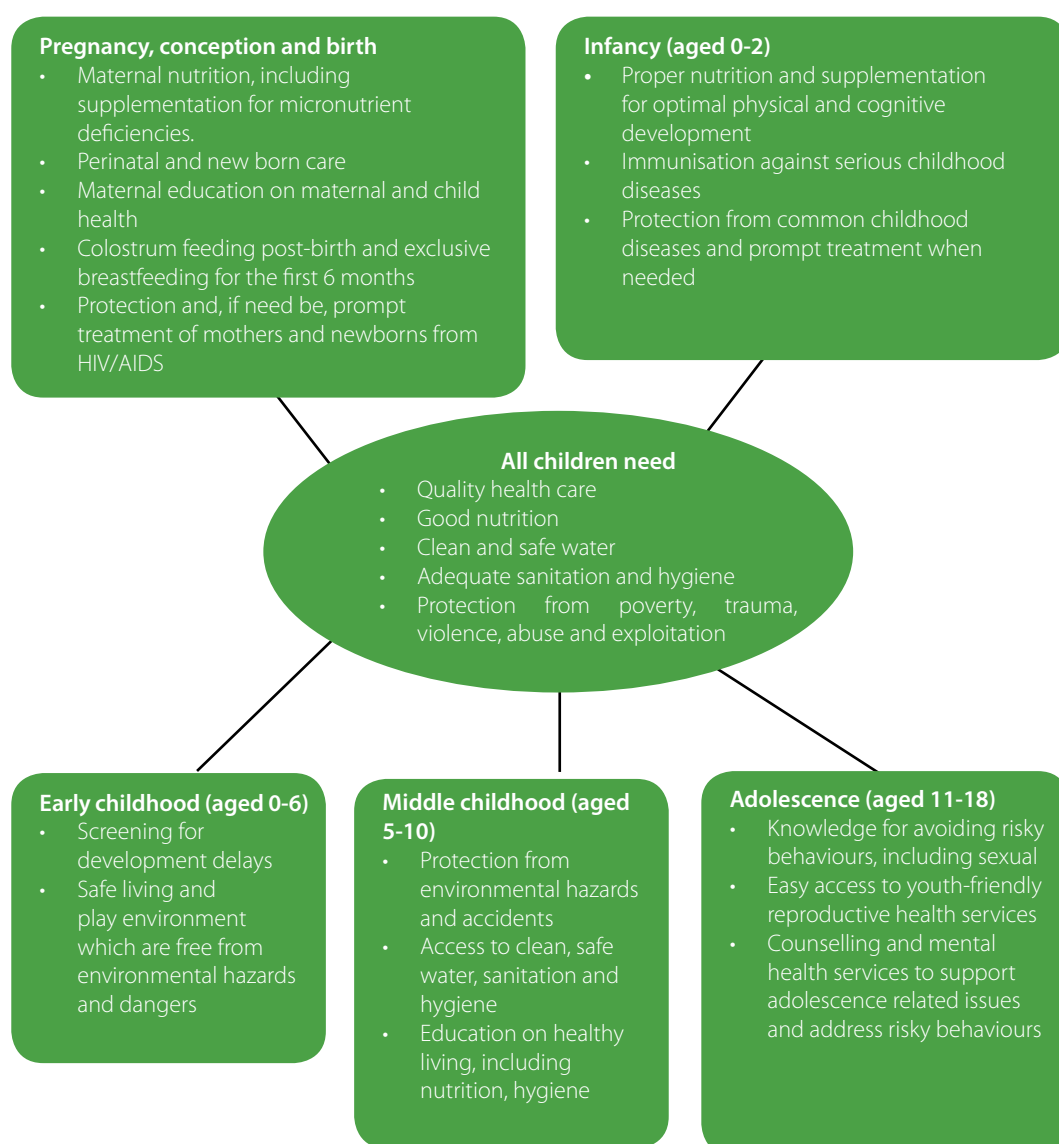 Pregnancy, conception and birth
• Maternal nutrition, including
supplementation for micronutrient
deficiencies.
• Perinatal and new born care
• Maternal education on maternal and child
health
• Colostrum feeding post-birth and exclusive
breastfeeding for the first 6 months
• Protection and, if need be, prompt
treatment of mothers and newborns from
HIV/AIDS
Infancy (aged 0-2)
• Proper nutrition and supplementation
for optimal physical and cognitive
development
• Immunisation against serious childhood
diseases
• Protection from common childhood
diseases and prompt treatment when
needed
All children need
• Quality health care
• Good nutrition
• Clean and safe water
• Adequate sanitation and hygiene
• Protection from poverty, trauma,
violence, abuse and exploitation
Early childhood (aged 0-6)
• Screening for
development delays
• Safe living and
play environment
which are free from
environmental hazards
and dangers
Middle childhood (aged
5-10)
• Protection from
environmental hazards
and accidents
• Access to clean, safe
water, sanitation and
hygiene
• Education on healthy
living, including
nutrition, hygiene
Adolescence (aged 11-18)
• Knowledge for avoiding risky
behaviours, including sexual
• Easy access to youth-friendly
reproductive health services
• Counselling and mental
health services to support
adolescence related issues
and address risky behaviours